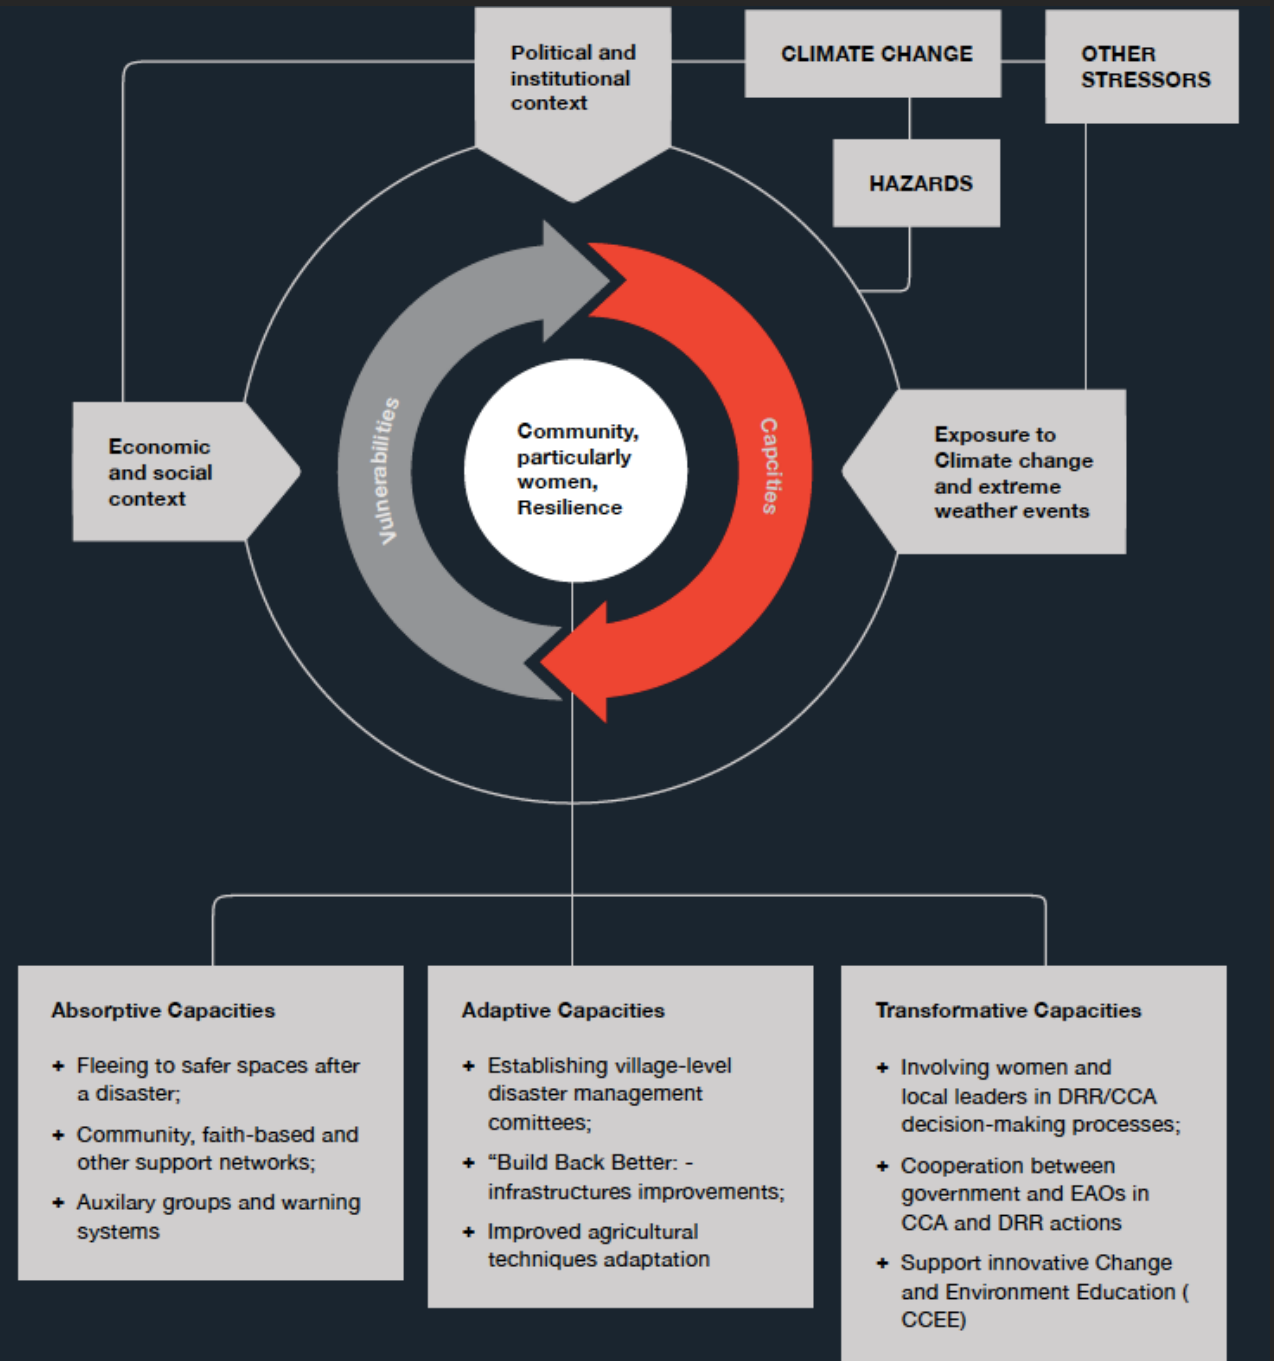 Political and
institutional
context
CLIMATE CHANGE
OTHER
STRESSORS
HAZARDS
Economic
and social
context
Vulnerabilities
Community,
particularly
women,
Resilience
Capcities
Exposure to
Climate change
and extreme
weather events
Absorptive Capacities
+ Fleeing to safer spaces after
a disaster;
+ Community, faith-based and
other support networks;
+ Auxilary groups and warning
systems
Adaptive Capacities
+ Establishing village-level
disaster management
comittees;
+ “Build Back Better: -
infrastructures improvements;
+ Improved agricultural
techniques adaptation
Transformative Capacities
+ Involving women and
local leaders in DRR/CCA
decision-making processes;
+ Cooperation between
government and EAOs in
CCA and DRR actions
+ Support innovative Change
and Environment Education (
CCEE)